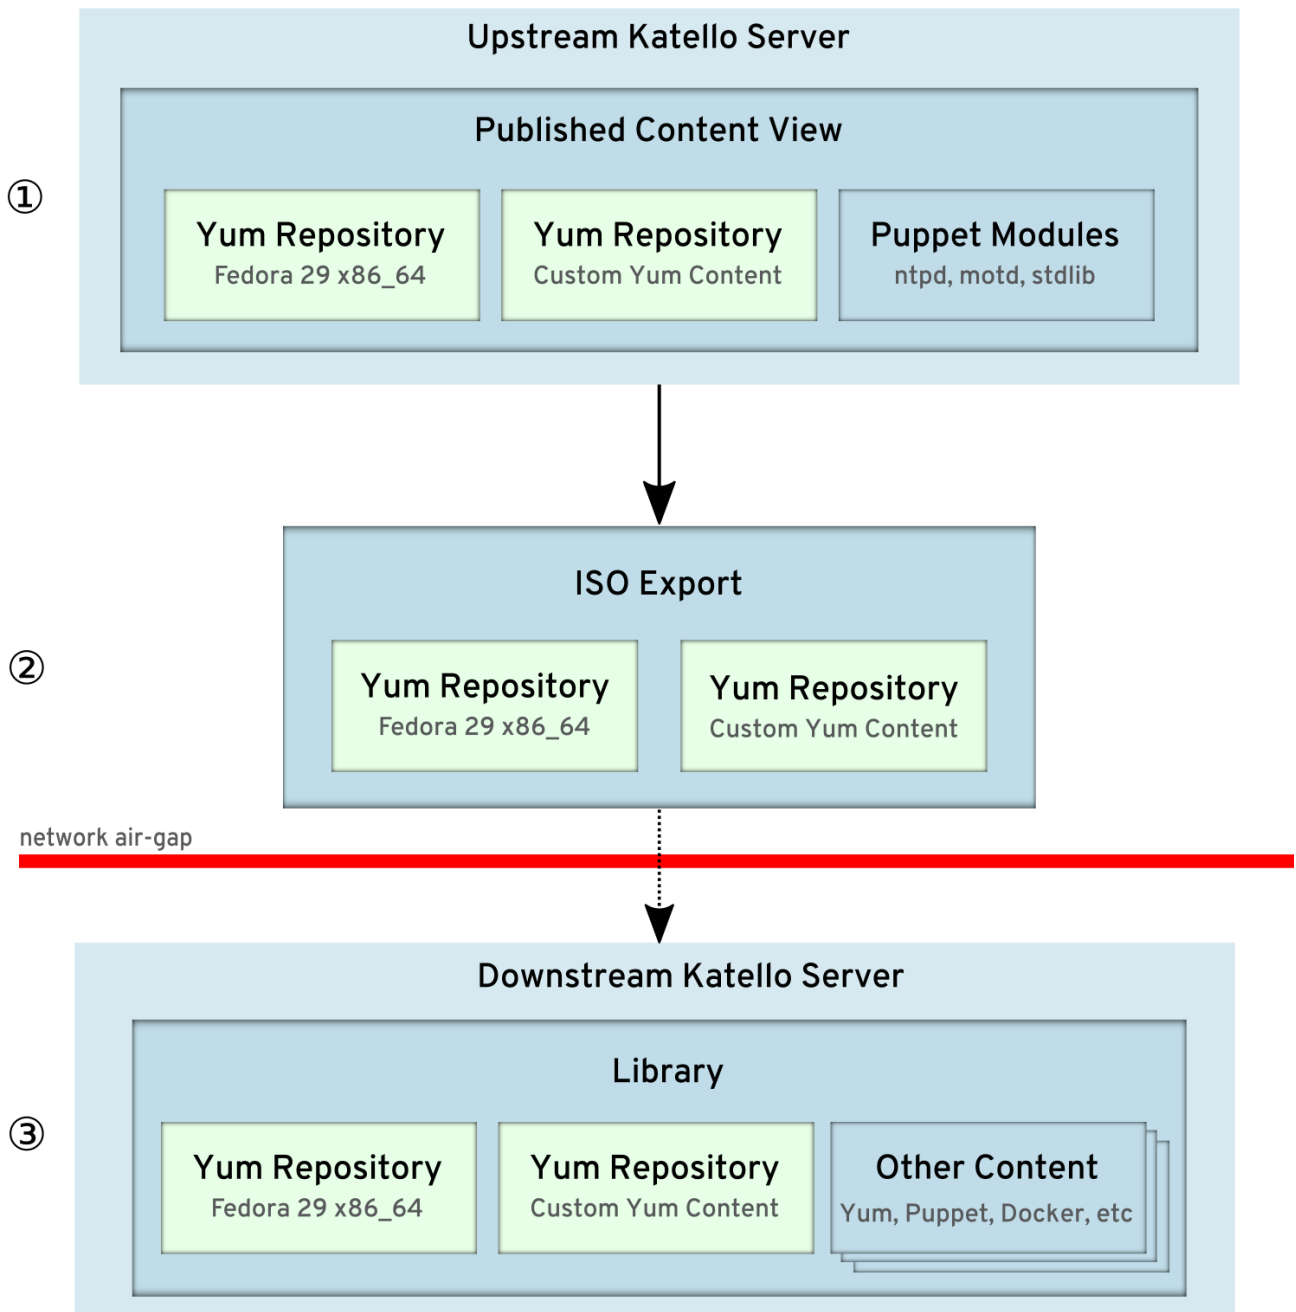 Upstream Katello Server
Published Content View
①
Yum Repository
Fedora 29 x86_64
Yum Repository
Custom Yum Content
Puppet Modules
ntpd, motd, stdlib
ISO Export
②
Yum Repository
Fedora 29 x86_64
Yum Repository
Custom Yum Content
network air-gap
Downstream Katello Server
Library
③
Yum Repository
Fedora 29 x86_64
Yum Repository
Custom Yum Content
Other Content
Yum, Puppet, Docker, etc